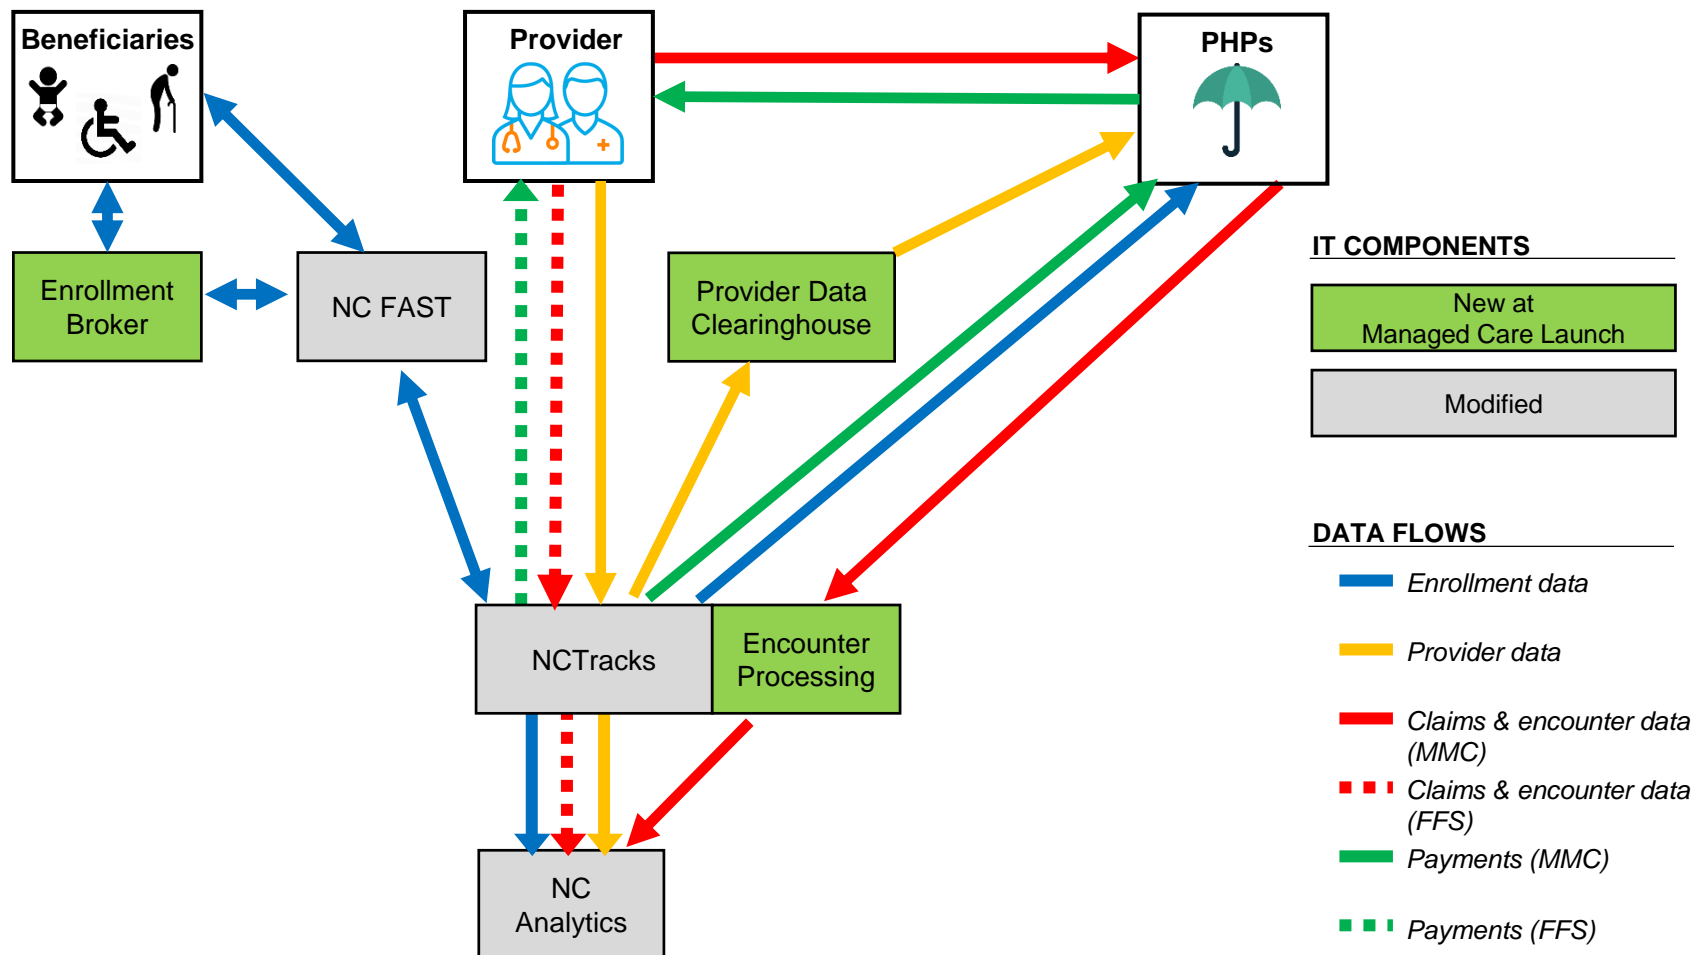 Beneficiaries
Provider
PHPs
Enrollment
Broker
NC FAST
Provider Data
Clearinghouse
IT COMPONENTS
New at
Managed Care Launch
Modified
NCTracks
Encounter
Processing
NC
Analytics
DATA FLOWS
Enrollment data
Provider data
Claims & encounter data
(MMC)
Claims & encounter data
(FFS)
Payments (MMC)
Payments (FFS)